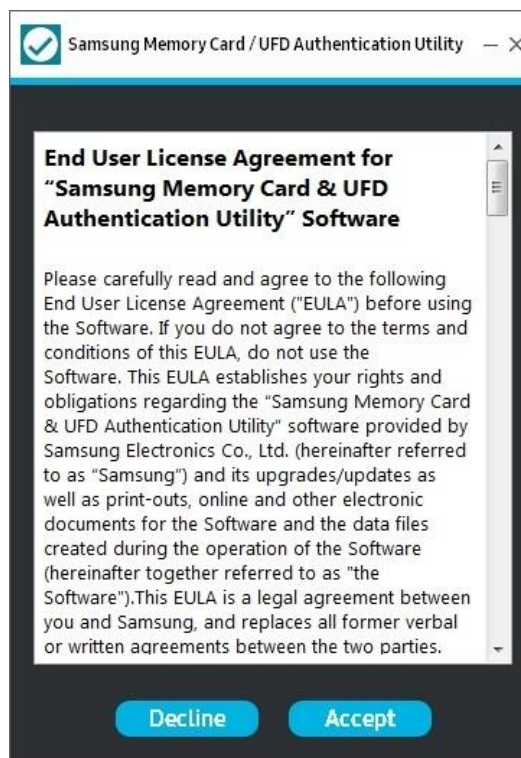 Samsung Memory Card / UFD Authentication Utility
End User License Agreement for
“Samsung Memory Card & UFD
Authentication Utility” Software
Please carefully read and agree to the following
End User License Agreement ("EULA") before using
the Software. If you do not agree to the terms and
conditions of this EULA, do not use the
Software. This EULA establishes your rights and
obligations regarding the “Samsung Memory Card
& UFD Authentication Utility” software provided by
Samsung Electronics Co., Ltd. (hereinafter referred
to as “Samsung”) and its upgrades/updates as
well as print-outs, online and other electronic
documents for the Software and the data files
created during the operation of the Software
(hereinafter together referred to as "the
Software").This EULA is a legal agreement between
you and Samsung, and replaces all former verbal
or written agreements between the two parties.
Decline
Accept